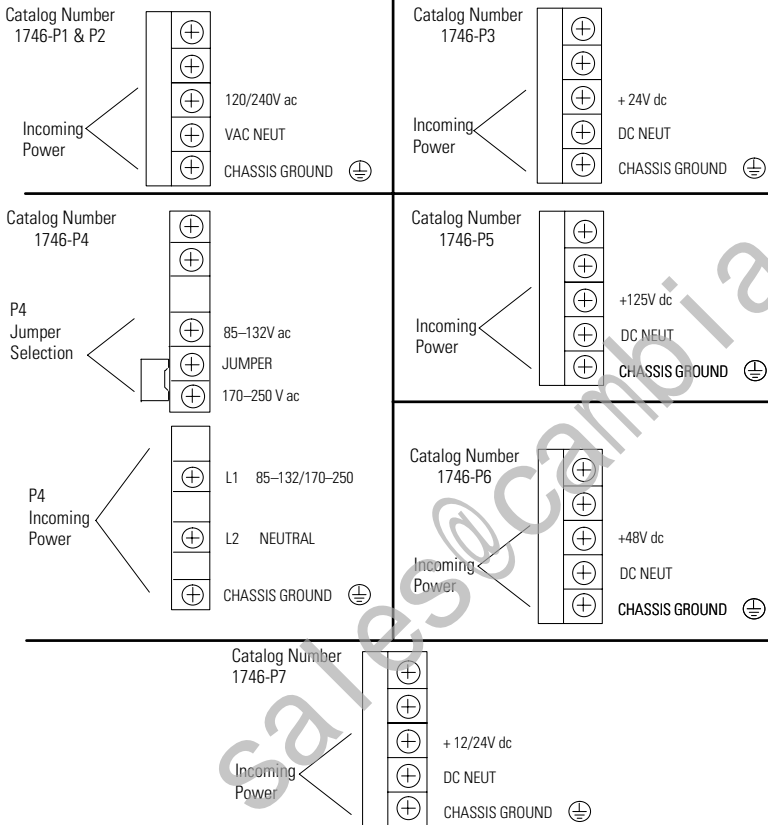 Catalog Number
1746-P1 & P2
Incoming
Power
120/240V ac
VAC NEUT
CHASSIS GROUND
Catalog Number
1746-P3
Incoming
Power
+ 24V dc
DC NEUT
CHASSIS GROUND
Catalog Number
1746-P4
P4
Jumper
Selection
85–132V ac
JUMPER
170–250 V ac
P4
Incoming
Power
L1 85–132/170–250
L2 NEUTRAL
CHASSIS GROUND
Catalog Number
1746-P5
Incoming
Power
+125V dc
DC NEUT
CHASSIS GROUND
Catalog Number
1746-P6
Incoming
Power
+48V dc
DC NEUT
CHASSIS GROUND
Catalog Number
1746-P7
Incoming
Power
+ 12/24V dc
DC NEUT
CHASSIS GROUND
sales@cambia